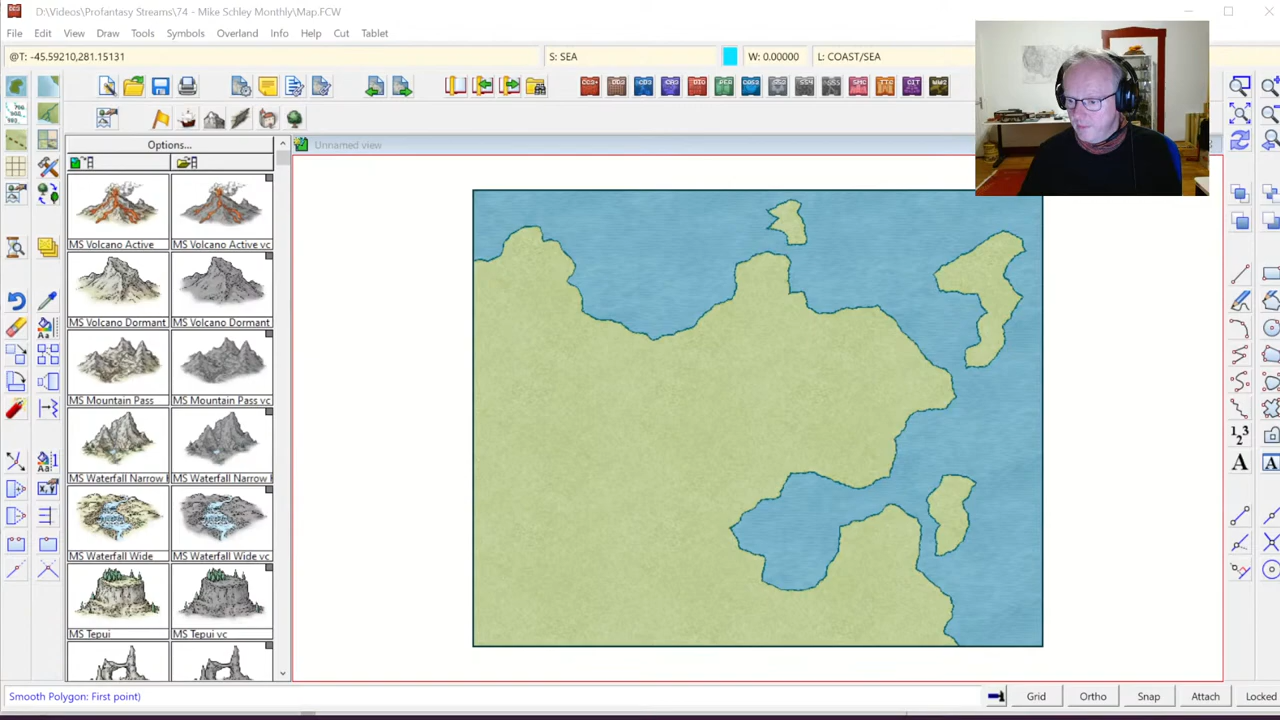 D:\Videos\Profantasy Streams\74 - Mike Schley Monthly\Map.FCW
File Edit View Draw Tools Symbols Overland Info Help Cut Tablet
@T: -45.59210,281.15131 S: SEA W: 0.00000 L: COAST/SEA
Options...
Unnamed view
MS Volcano Active MS Volcano Active vc
MS Volcano Dormant MS Volcano Dormant
MS Mountain Pass MS Mountain Pass vc
MS Waterfall Narrow MS Waterfall Narrow
MS Waterfall Wide MS Waterfall Wide vc
MS Tepui MS Tepui vc
Smooth Polygon: First point)
Grid Ortho Snap Attach Locked